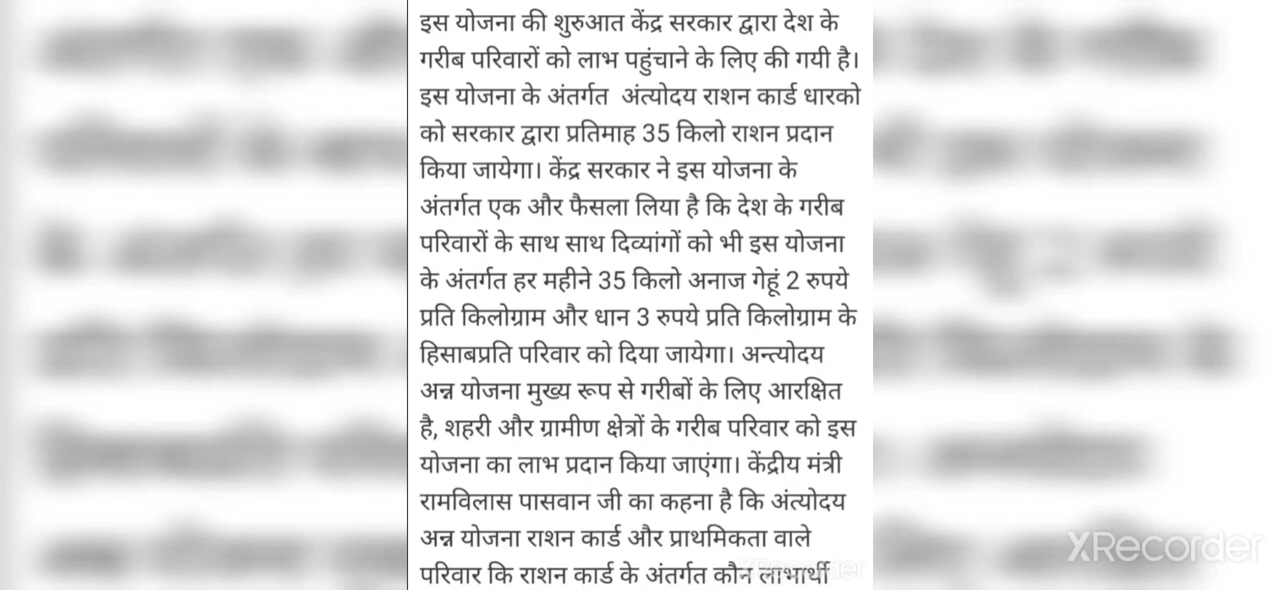 इस योजना की शुरुआत केंद्र सरकार द्वारा देश के
गरीब परिवारों को लाभ पहुंचाने के लिए की गयी है।
इस योजना के अंतर्गत अंत्योदय राशन कार्ड धारको
को सरकार द्वारा प्रतिमाह 35 किलो राशन प्रदान
किया जायेगा। केंद्र सरकार ने इस योजना के
अंतर्गत एक और फैसला लिया है कि देश के गरीब
परिवारों के साथ साथ दिव्यांगों को भी इस योजना
के अंतर्गत हर महीने 35 किलो अनाज गेहूं 2 रुपये
प्रति किलोग्राम और धान 3 रुपये प्रति किलोग्राम के
हिसाबप्रति परिवार को दिया जायेगा। अन्त्योदय
अन्न योजना मुख्य रूप से गरीबों के लिए आरक्षित
है, शहरी और ग्रामीण क्षेत्रों के गरीब परिवार को इस
योजना का लाभ प्रदान किया जाएंगा। केंद्रीय मंत्री
रामविलास पासवान जी का कहना है कि अंत्योदय
अन्न योजना राशन कार्ड और प्राथमिकता वाले
परिवार कि राशन कार्ड के अंतर्गत कौन लाभार्थी
XRecorder
XRecorder